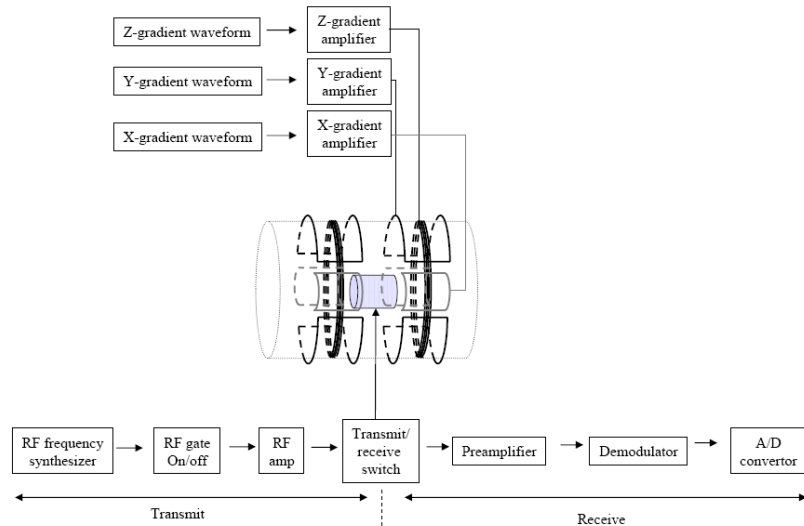 Z-gradient waveform
Z-gradient
amplifier
Y-gradient waveform
Y-gradient
amplifier
X-gradient waveform
X-gradient
amplifier
RF frequency
synthesizer
RF gate
On/off
RF
amp
Transmit/
receive
switch
Preamplifier
Demodulator
A/D
convertor
Transmit
Receive